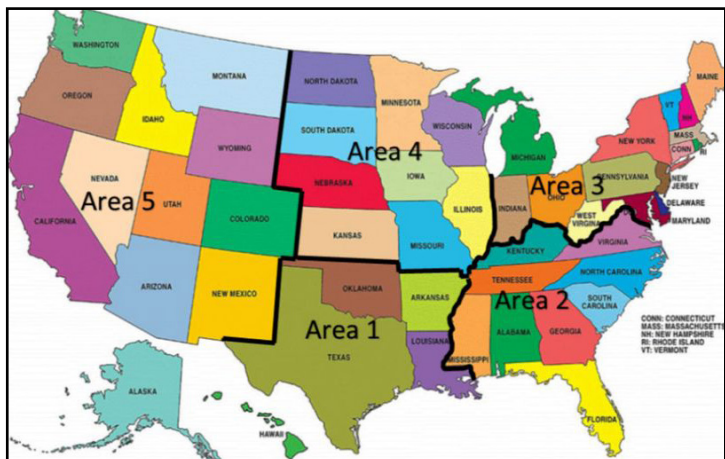 WASHINGTON
OREGON
IDAHO
MONTANA
WYOMING
NEVADA
UTAH
COLORADO
CALIFORNIA
ARIZONA
NEW MEXICO
Area 5
NORTH DAKOTA
SOUTH DAKOTA
NEBRASKA
KANSAS
MINNESOTA
IOWA
MISSOURI
WISCONSIN
ILLINOIS
Area 4
MICHIGAN
INDIANA
OHIO
PENNSYLVANIA
NEW YORK
VT
NH
MAINE
MASS
CONN
RI
NEW
JERSEY
DELAWARE
MARYLAND
WEST
VIRGINIA
Area 3
KENTUCKY
VIRGINIA
TENNESSEE
NORTH CAROLINA
SOUTH
CAROLINA
MISSISSIPPI
ALABAMA
GEORGIA
FLORIDA
Area 2
OKLAHOMA
ARKANSAS
TEXAS
LOUISIANA
Area 1
ALASKA
HAWAII
CONN: CONNECTICUT
MASS: MASSACHUSETTS
NH: NEW HAMPSHIRE
RI: RHODE ISLAND
VT: VERMONT